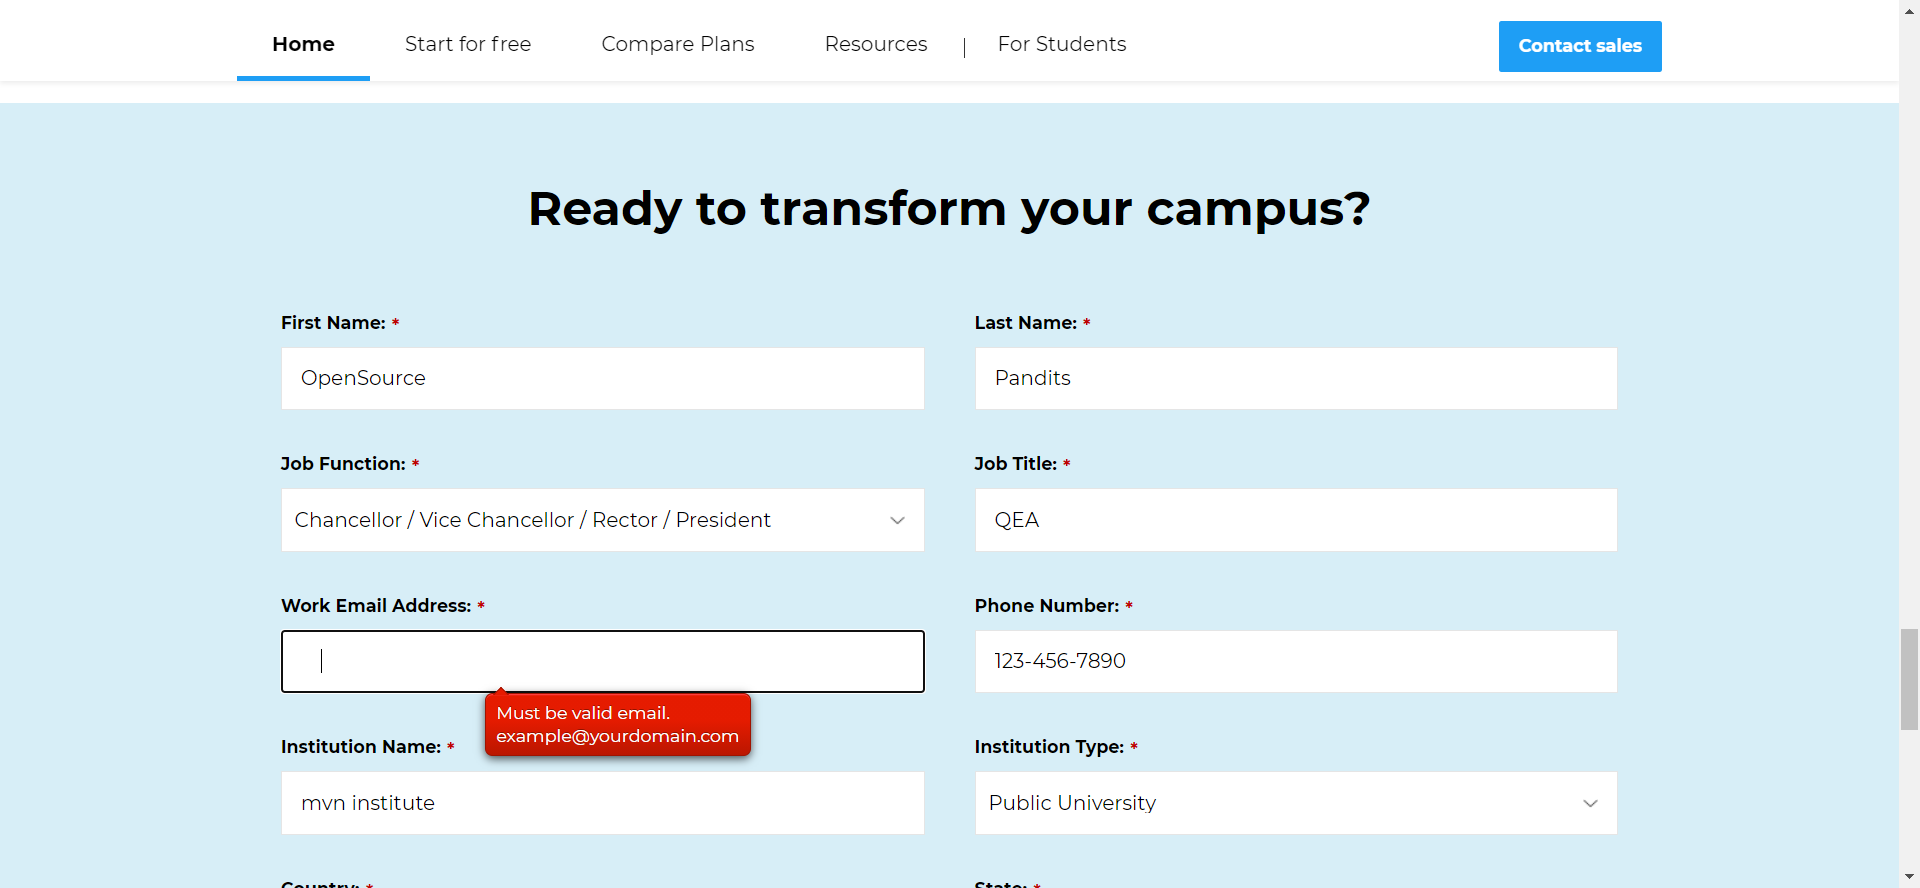 Home Start for free Compare Plans Resources | For Students Contact sales
Ready to transform your campus?
First Name: * Last Name: *
OpenSource Pandits
Job Function: * Job Title: *
Chancellor / Vice Chancellor / Rector / President QEA
Work Email Address: * Phone Number: *
123-456-7890
Must be valid email.
example@yourdomain.com
Institution Name: * Institution Type: *
mvn institute Public University
Country: * State: *